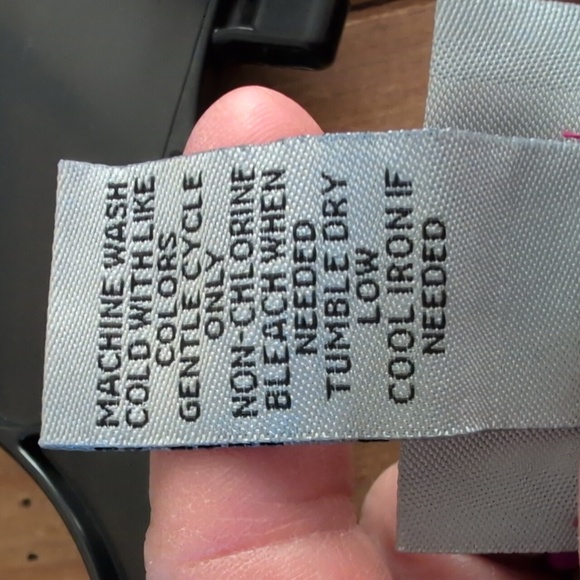 MACHINE WASH
COLD WITH LIKE
COLORS
GENTLE CYCLE
ONLY
NON-CHLORINE
BLEACH WHEN
NEEDED
TUMBLE DRY
LOW
COOL IRON IF
NEEDED